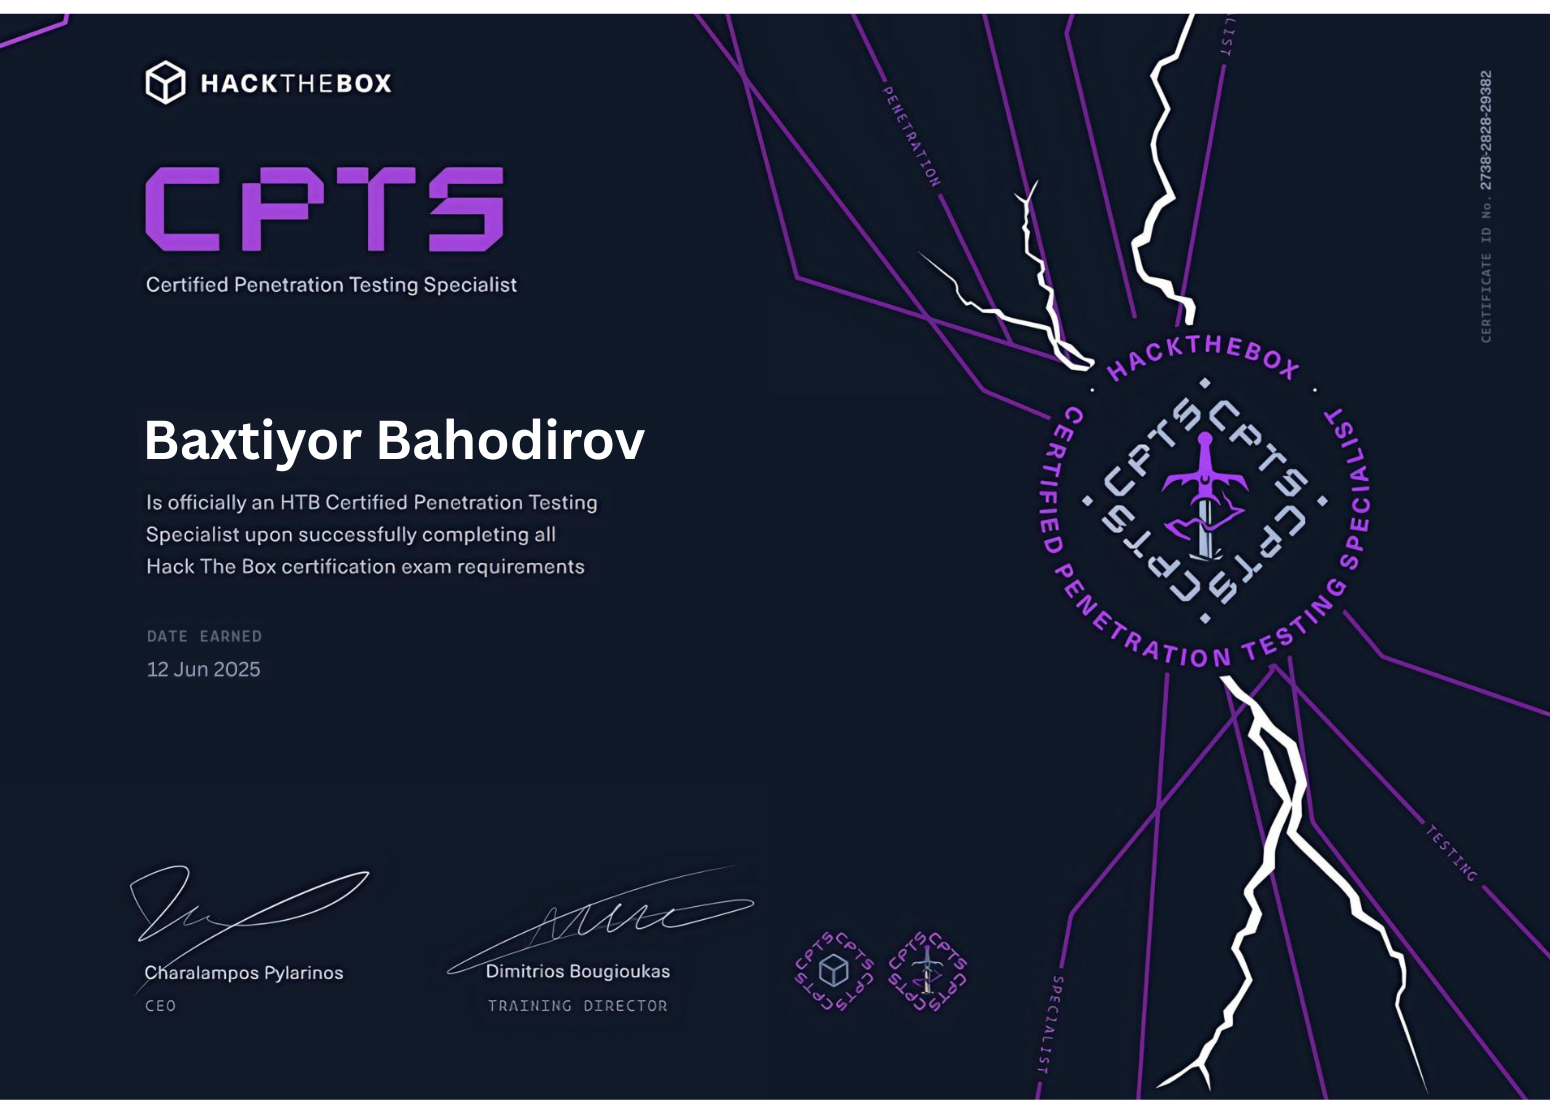 HACKTHEBOX
CPTS
Certified Penetration Testing Specialist
Baxtiyor Bahodirov
Is officially an HTB Certified Penetration Testing
Specialist upon successfully completing all
Hack The Box certification exam requirements
DATE EARNED
12 Jun 2025
Charalampos Pylarinos
CEO
Dimitrios Bougioukas
TRAINING DIRECTOR
CPTS CPTS CPTS CPTS
CPTS CPTS CPTS CPTS
PENETRATION
LIST
CERTIFICATE ID No. 2738-2828-29382
HACKTHEBOX
CERTIFIED PENETRATION TESTING SPECIALIST
CPTS CPTS CPTS CPTS
TESTING
SPECIALIST